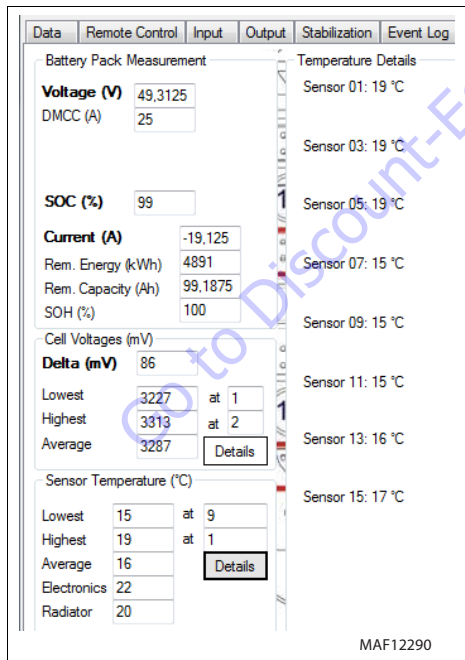 Data Remote Control Input Output Stabilization Event Log
Battery Pack Measurement
Voltage (V) 49,3125
DMCC (A) 25
SOC (%) 99
Current (A) -19,125
Rem. Energy (kWh) 4891
Rem. Capacity (Ah) 99,1875
SOH (%) 100
Cell Voltages (mV)
Delta (mV) 86
Lowest 3227 at 1
Highest 3313 at 2
Average 3287 Details
Sensor Temperature (°C)
Lowest 15 at 9
Highest 19 at 1
Average 16 Details
Electronics 22
Radiator 20
Temperature Details
Sensor 01: 19 °C
Sensor 03: 19 °C
Sensor 05: 19 °C
Sensor 07: 15 °C
Sensor 09: 15 °C
Sensor 11: 15 °C
Sensor 13: 16 °C
Sensor 15: 17 °C
Go to Discount-E
MAF12290